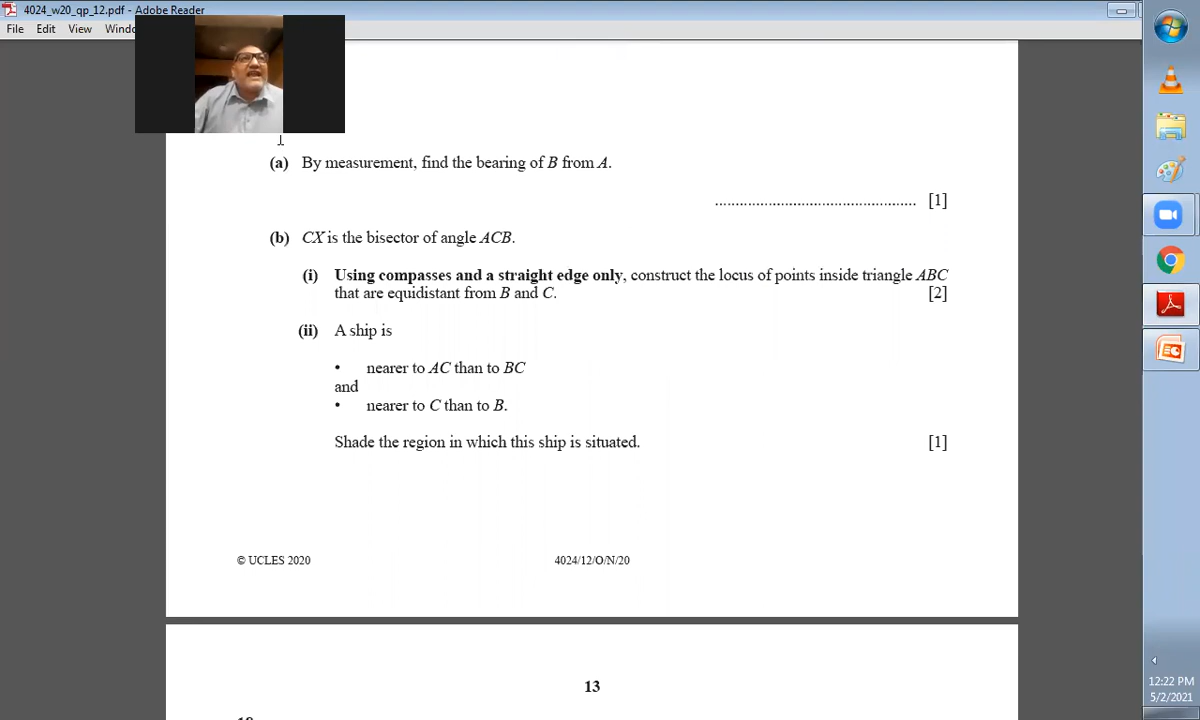 4024_w20_qp_12.pdf - Adobe Reader
File Edit View Windo
(a) By measurement, find the bearing of B from A.
................................................. [1]
(b) CX is the bisector of angle ACB.
(i) Using compasses and a straight edge only, construct the locus of points inside triangle ABC
that are equidistant from B and C. [2]
(ii) A ship is
• nearer to AC than to BC
and
• nearer to C than to B.
Shade the region in which this ship is situated. [1]
© UCLES 2020 4024/12/O/N/20
13
12:22 PM
5/2/2021